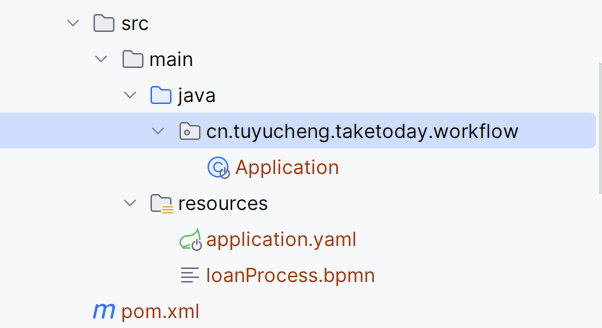 src
main
java
cn.tuyucheng.taketoday.workflow
Application
resources
application.yaml
loanProcess.bpmn
pom.xml